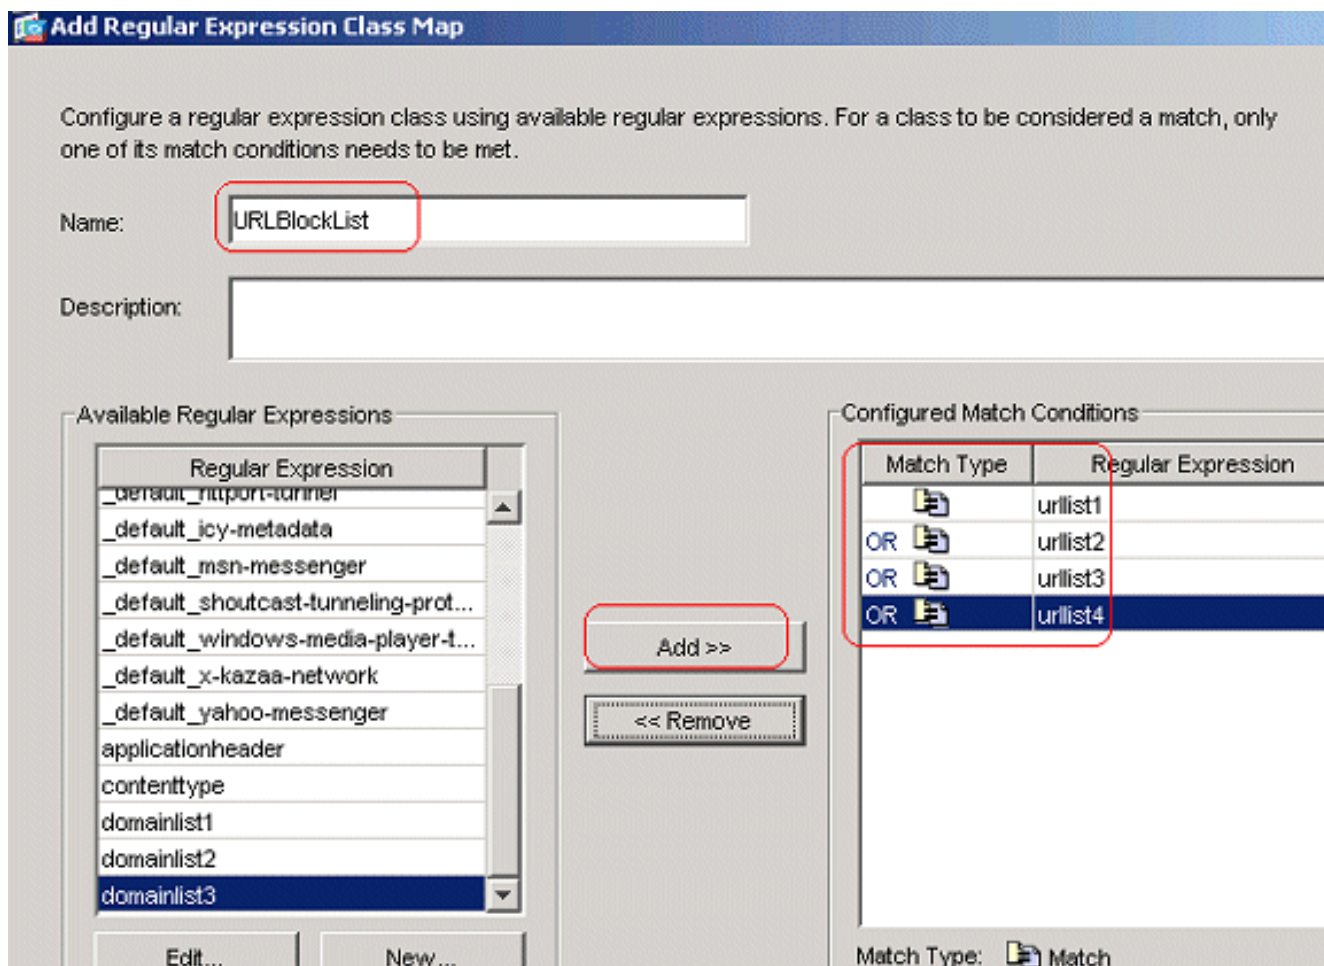 Add Regular Expression Class Map
Configure a regular expression class using available regular expressions. For a class to be considered a match, only
one of its match conditions needs to be met.
Name:
URLBlockList
Description:
Available Regular Expressions
Regular Expression
_default_httport-tunnel
_default_icy-metadata
_default_msn-messenger
_default_shoutcast-tunneling-prot...
_default_windows-media-player-t...
_default_x-kazaa-network
_default_yahoo-messenger
applicationheader
contenttype
domainlist1
domainlist2
domainlist3
Edit...
New...
Add >>
<< Remove
Configured Match Conditions
Match Type Regular Expression
urllist1
OR urllist2
OR urllist3
OR urllist4
Match Type: Match